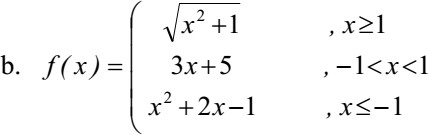 √x²+1 , x≥1
b. f(x)= ( 3x+5 , −1<x<1
x²+2x−1 , x≤−1